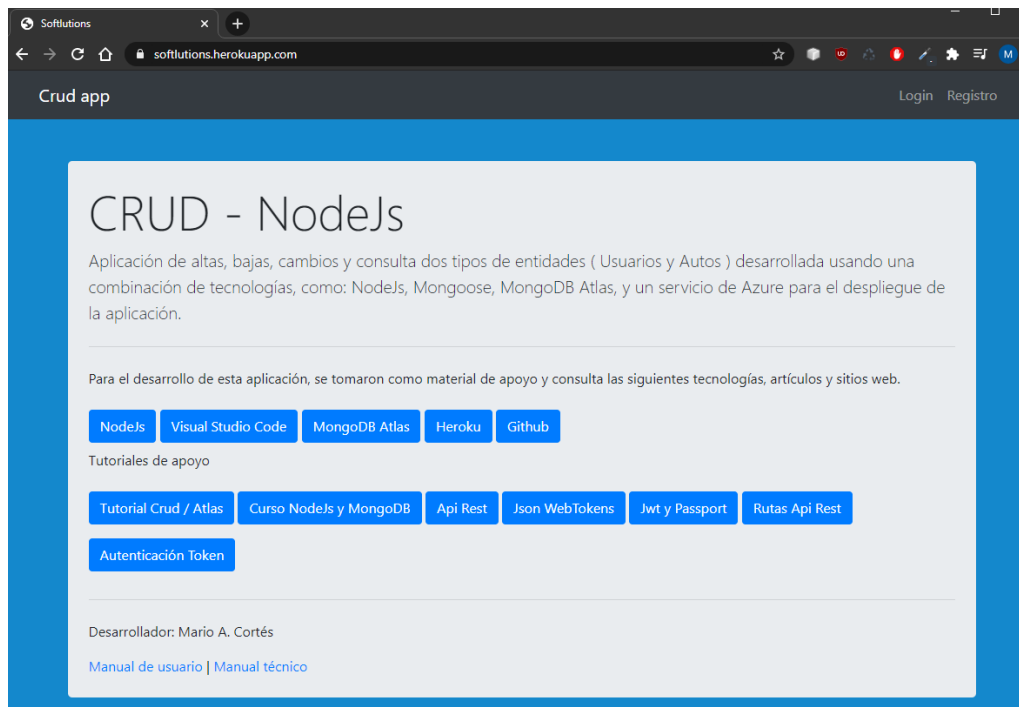 Softlutions
softlutions.herokuapp.com
M
Crud app
Login Registro
CRUD - NodeJs
Aplicación de altas, bajas, cambios y consulta dos tipos de entidades ( Usuarios y Autos ) desarrollada usando una
combinación de tecnologías, como: NodeJs, Mongoose, MongoDB Atlas, y un servicio de Azure para el despliegue de
la aplicación.
Para el desarrollo de esta aplicación, se tomaron como material de apoyo y consulta las siguientes tecnologías, artículos y sitios web.
NodeJs Visual Studio Code MongoDB Atlas Heroku Github
Tutoriales de apoyo
Tutorial Crud / Atlas Curso NodeJs y MongoDB Api Rest Json WebTokens Jwt y Passport Rutas Api Rest
Autenticación Token
Desarrollador: Mario A. Cortés
Manual de usuario | Manual técnico